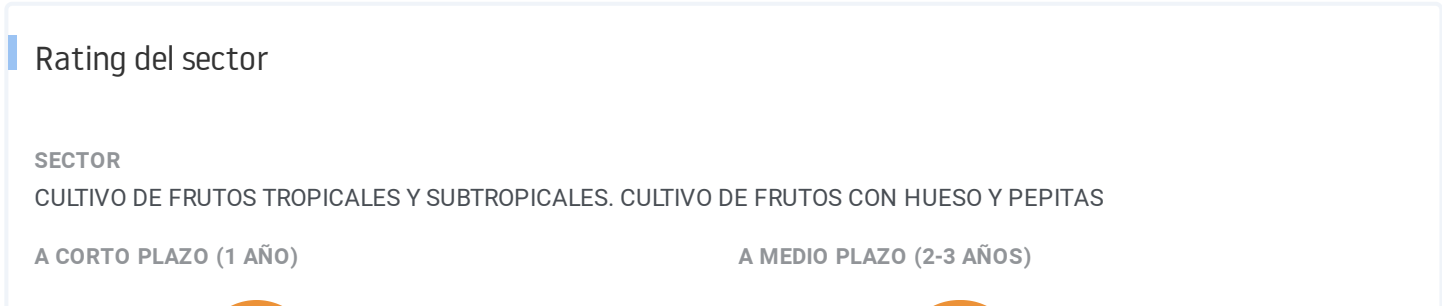 Rating del sector
SECTOR
CULTIVO DE FRUTOS TROPICALES Y SUBTROPICALES. CULTIVO DE FRUTOS CON HUESO Y PEPITAS
A CORTO PLAZO (1 AÑO)
A MEDIO PLAZO (2-3 AÑOS)